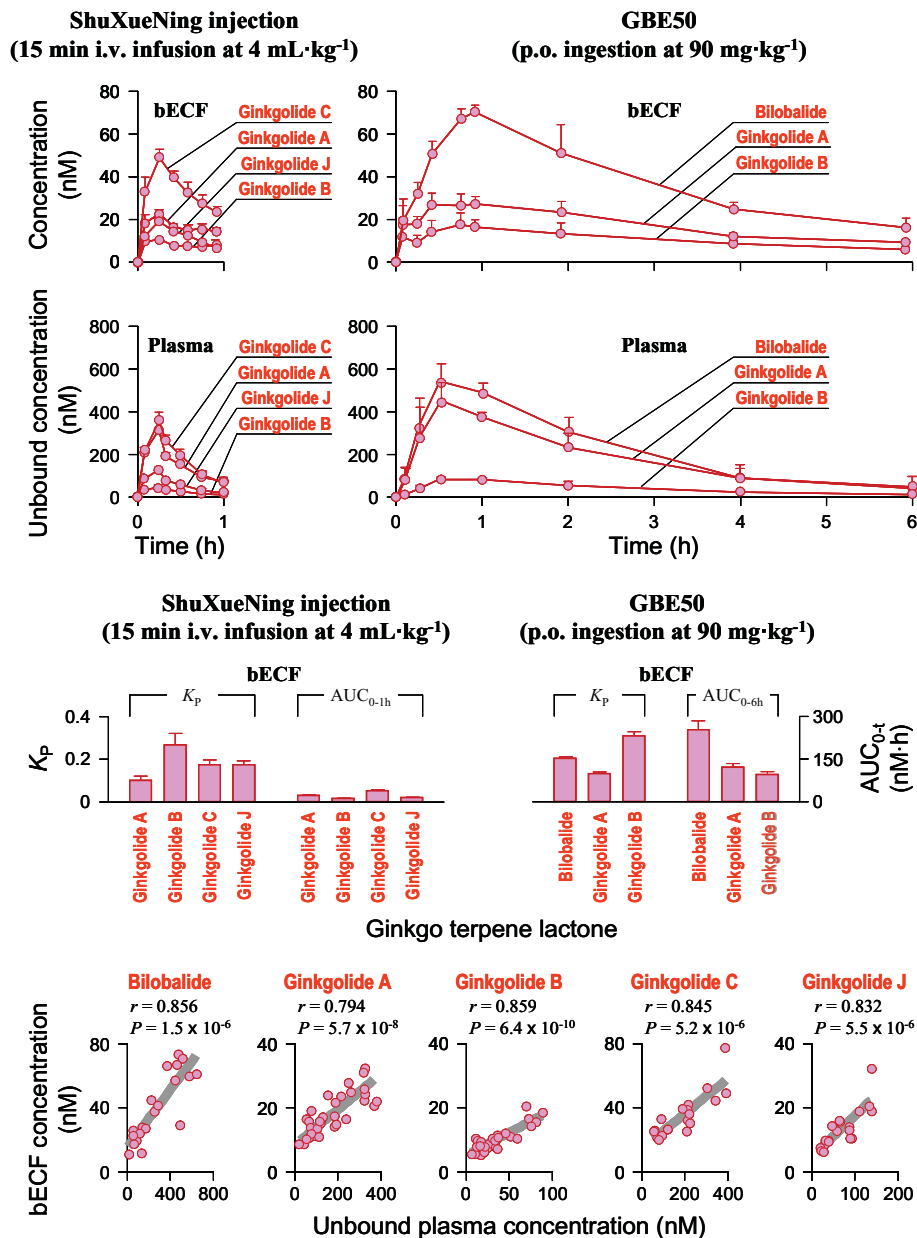 ShuXueNing injection
(15 min i.v. infusion at 4 mL·kg⁻¹)
GBE50
(p.o. ingestion at 90 mg·kg⁻¹)
Concentration
(nM)
80
60
40
20
0
bECF
Ginkgolide C
Ginkgolide A
Ginkgolide J
Ginkgolide B
80
60
40
20
0
bECF
Bilobalide
Ginkgolide A
Ginkgolide B
Unbound concentration
(nM)
800
600
400
200
0
Plasma
Ginkgolide C
Ginkgolide A
Ginkgolide J
Ginkgolide B
0
1
Time (h)
800
600
400
200
0
Plasma
Bilobalide
Ginkgolide A
Ginkgolide B
0
1
2
3
4
5
6
Time (h)
ShuXueNing injection
(15 min i.v. infusion at 4 mL·kg⁻¹)
GBE50
(p.o. ingestion at 90 mg·kg⁻¹)
bECF
KP
AUC0-1h
bECF
KP
AUC0-6h
KP
0.4
0.2
0
300
150
0
AUC0-t
(nM·h)
Ginkgolide A
Ginkgolide B
Ginkgolide C
Ginkgolide J
Ginkgolide A
Ginkgolide B
Ginkgolide C
Ginkgolide J
Bilobalide
Ginkgolide A
Ginkgolide B
Bilobalide
Ginkgolide A
Ginkgolide B
Ginkgo terpene lactone
bECF concentration
(nM)
Bilobalide
r = 0.856
P = 1.5 x 10⁻⁶
80
40
0
0
400
800
Ginkgolide A
r = 0.794
P = 5.7 x 10⁻⁸
40
20
0
0
200
400
Ginkgolide B
r = 0.859
P = 6.4 x 10⁻¹⁰
40
20
0
0
50
100
Ginkgolide C
r = 0.845
P = 5.2 x 10⁻⁶
80
40
0
0
200
400
Ginkgolide J
r = 0.832
P = 5.5 x 10⁻⁶
40
20
0
0
100
200
Unbound plasma concentration (nM)